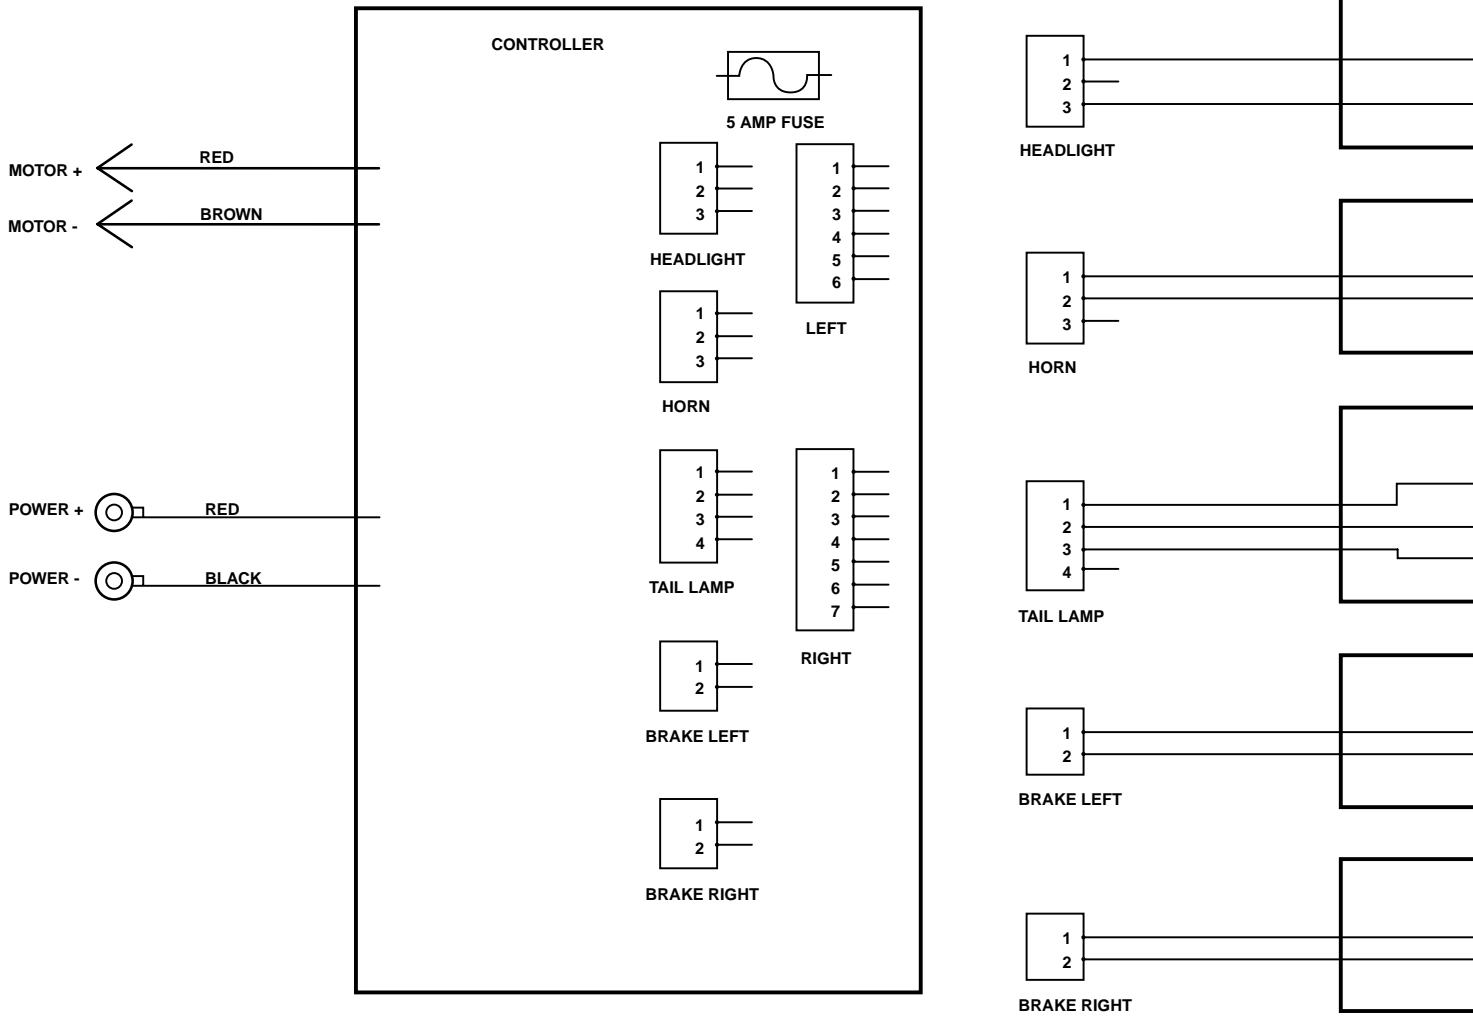 CONTROLLER
5 AMP FUSE
MOTOR +
RED
MOTOR -
BROWN
POWER +
RED
POWER -
BLACK
1
2
3
HEADLIGHT
1
2
3
HORN
1
2
3
4
TAIL LAMP
1
2
BRAKE LEFT
1
2
BRAKE RIGHT
1
2
3
4
5
6
LEFT
1
2
3
4
5
6
7
RIGHT
1
2
3
HEADLIGHT
1
2
3
HORN
1
2
3
4
TAIL LAMP
1
2
BRAKE LEFT
1
2
BRAKE RIGHT